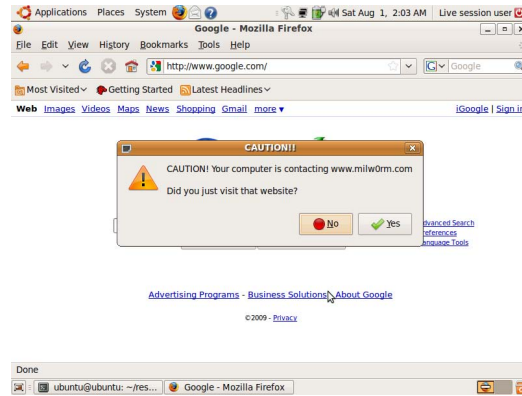 Applications Places System Sat Aug 1, 2:03 AM Live session user
Google - Mozilla Firefox
File Edit View History Bookmarks Tools Help
http://www.google.com/ G Google
Most Visited Getting Started Latest Headlines
Web Images Videos Maps News Shopping Gmail more ▼ iGoogle | Sign in
CAUTION!!
CAUTION! Your computer is contacting www.milw0rm.com
Did you just visit that website?
No Yes
dvanced Search
references
anguage Tools
Advertising Programs - Business Solutions About Google
©2009 - Privacy
Done
ubuntu@ubuntu: ~/res... Google - Mozilla Firefox